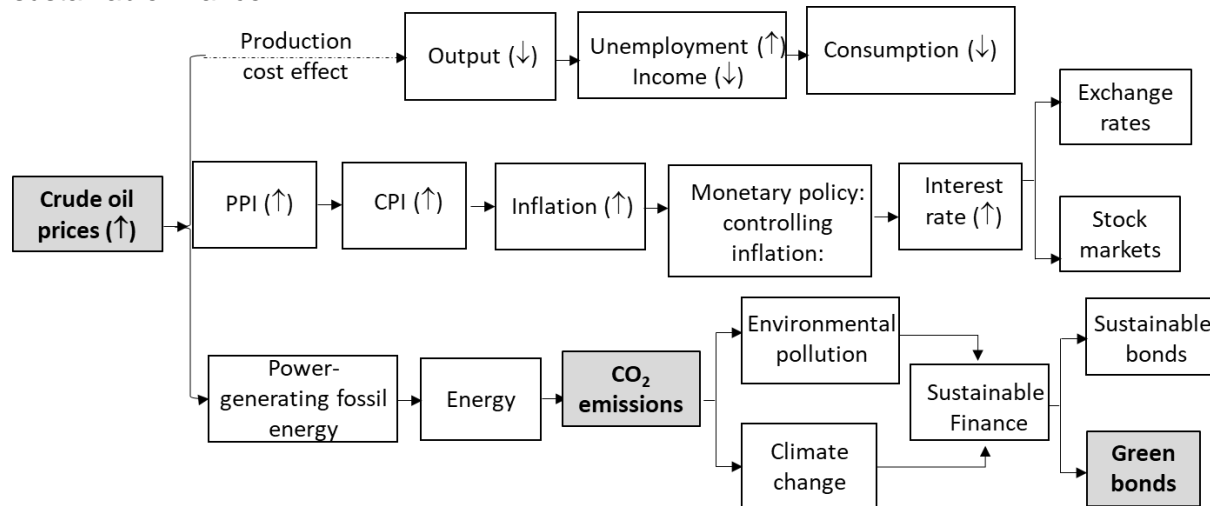 Production
cost effect
Output (↓)
Unemployment (↑)
Income (↓)
Consumption (↓)
Exchange
rates
Crude oil
prices (↑)
PPI (↑)
CPI (↑)
Inflation (↑)
Monetary policy:
controlling
inflation:
Interest
rate (↑)
Stock
markets
Power-
generating fossil
energy
Energy
CO₂
emissions
Environmental
pollution
Climate
change
Sustainable
Finance
Sustainable
bonds
Green
bonds